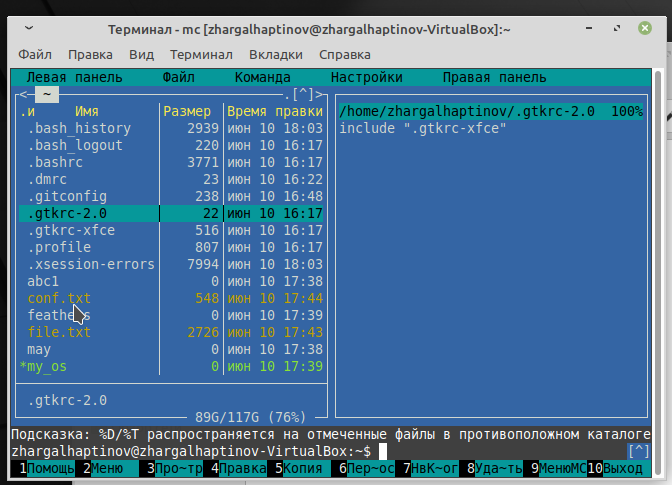 Терминал - mc [zhargalhaptinov@zhargalhaptinov-VirtualBox]:~
Файл Правка Вид Терминал Вкладки Справка
Левая панель Файл Команда Настройки Правая панель
<─ ~ .[^]>
.и Имя Размер Время правки
.bash_history 2939 июн 10 18:03
.bash_logout 220 июн 10 16:17
.bashrc 3771 июн 10 16:17
.dmrc 23 июн 10 16:22
.gitconfig 238 июн 10 16:48
.gtkrc-2.0 22 июн 10 16:17
.gtkrc-xfce 516 июн 10 16:17
.profile 807 июн 10 16:17
.xsession-errors 7994 июн 10 18:03
abc1 0 июн 10 17:38
conf.txt 548 июн 10 17:44
feathers 0 июн 10 17:39
file.txt 2726 июн 10 17:43
may 0 июн 10 17:38
*my_os 0 июн 10 17:39
.gtkrc-2.0
89G/117G (76%)
/home/zhargalhaptinov/.gtkrc-2.0 100%
include ".gtkrc-xfce"
Подсказка: %D/%T распространяется на отмеченные файлы в противоположном каталоге
zhargalhaptinov@zhargalhaptinov-VirtualBox:~$ [^]
1Помощь 2Меню 3Про~тр 4Правка 5Копия 6Пер~ос 7НвК~ог 8Уда~ть 9МенюМС 10Выход